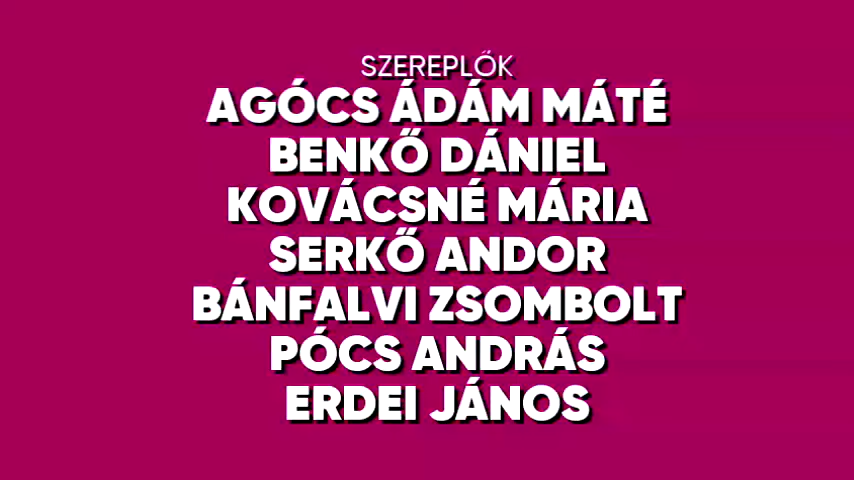 SZEREPLŐK
AGÓCS ÁDÁM MÁTÉ
BENKŐ DÁNIEL
KOVÁCSNÉ MÁRIA
SERKŐ ANDOR
BÁNFALVI ZSOMBOLT
PÓCS ANDRÁS
ERDEI JÁNOS